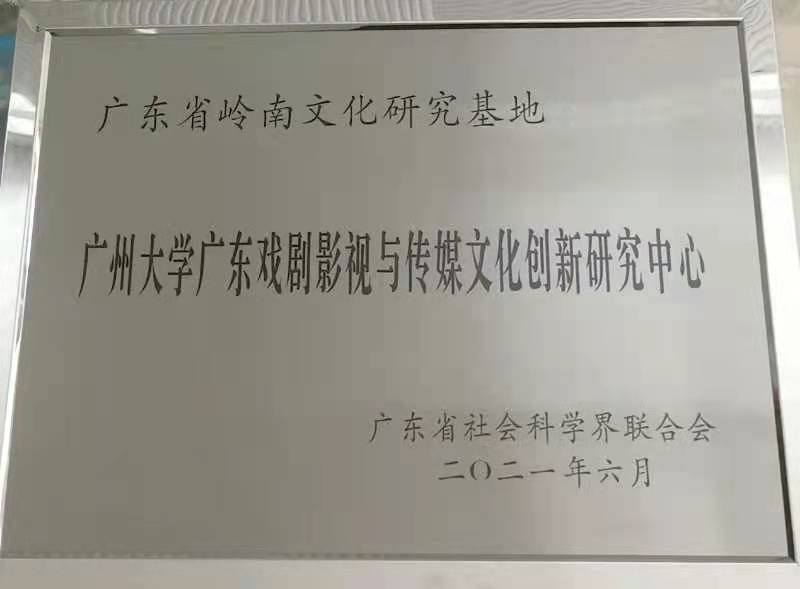 广东省岭南文化研究基地
广州大学广东戏剧影视与传媒文化创新研究中心
广东省社会科学界联合会
二〇二一年六月